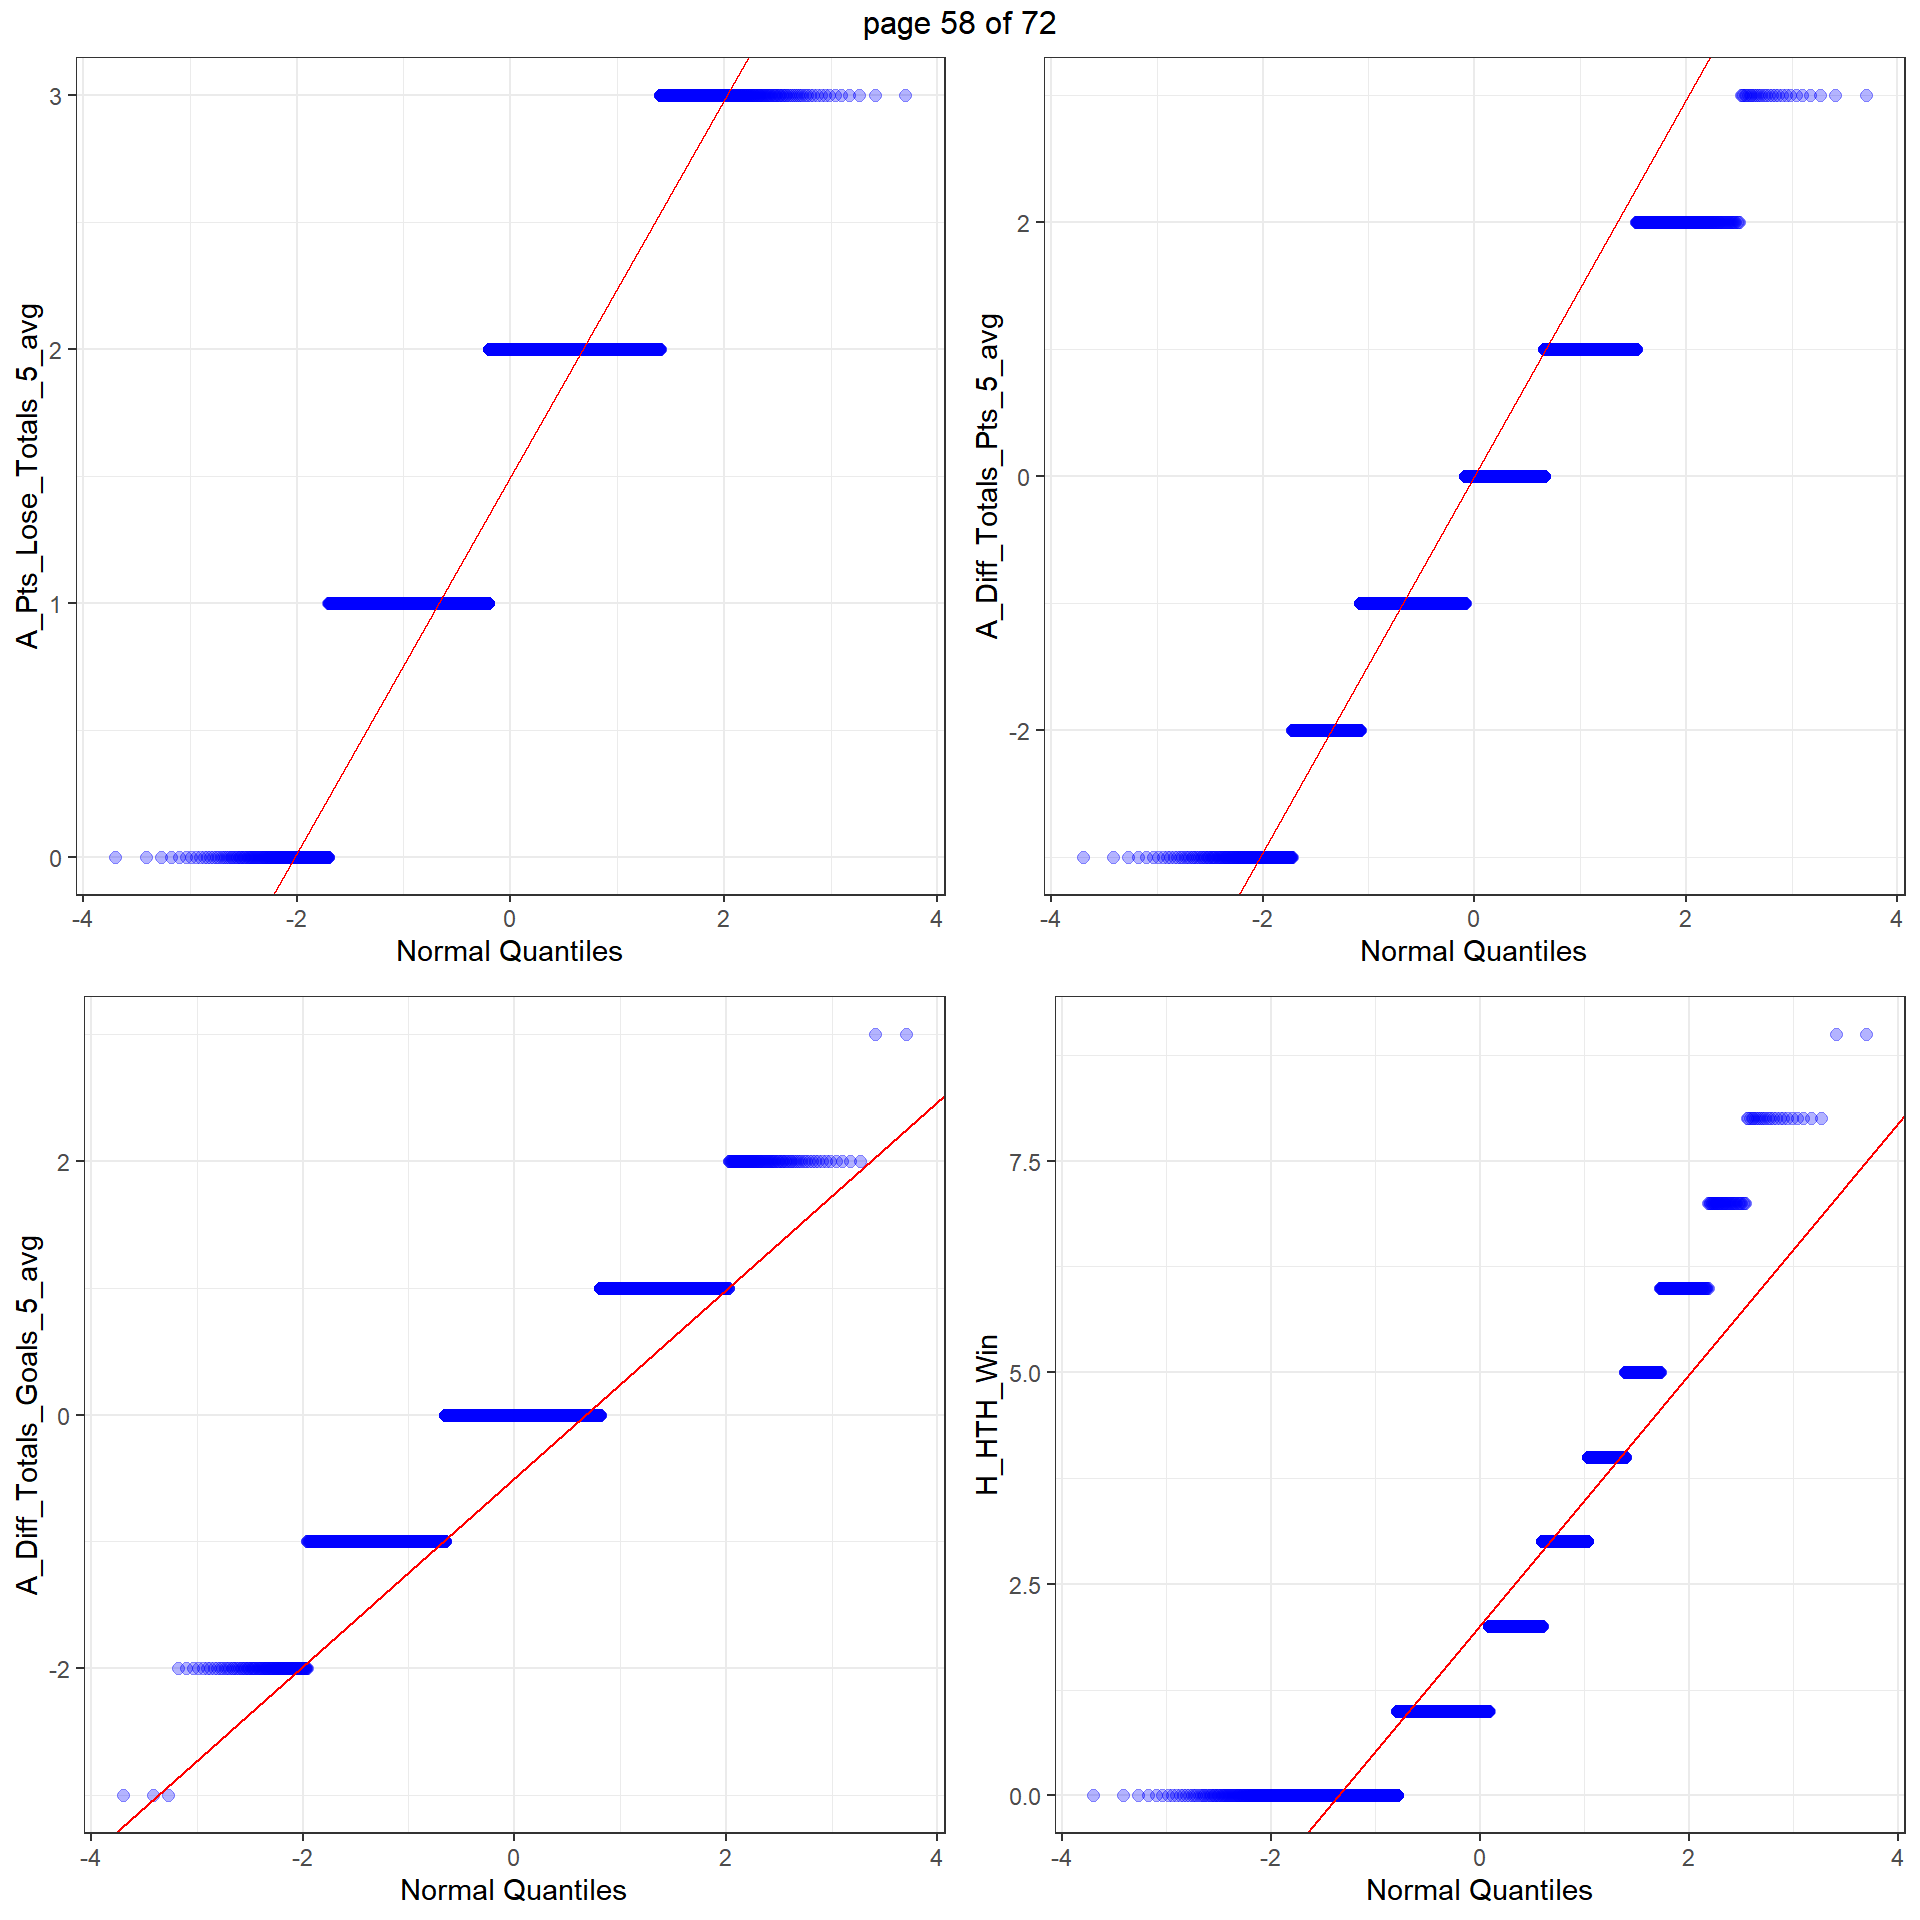 page 58 of 72
A_Pts_Lose_Totals_5_avg
3
2
1
0
-4 -2 0 2 4
Normal Quantiles
A_Diff_Totals_Pts_5_avg
2
0
-2
-4 -2 0 2 4
Normal Quantiles
A_Diff_Totals_Goals_5_avg
2
0
-2
-4 -2 0 2 4
Normal Quantiles
H_HTH_Win
7.5
5.0
2.5
0.0
-4 -2 0 2 4
Normal Quantiles